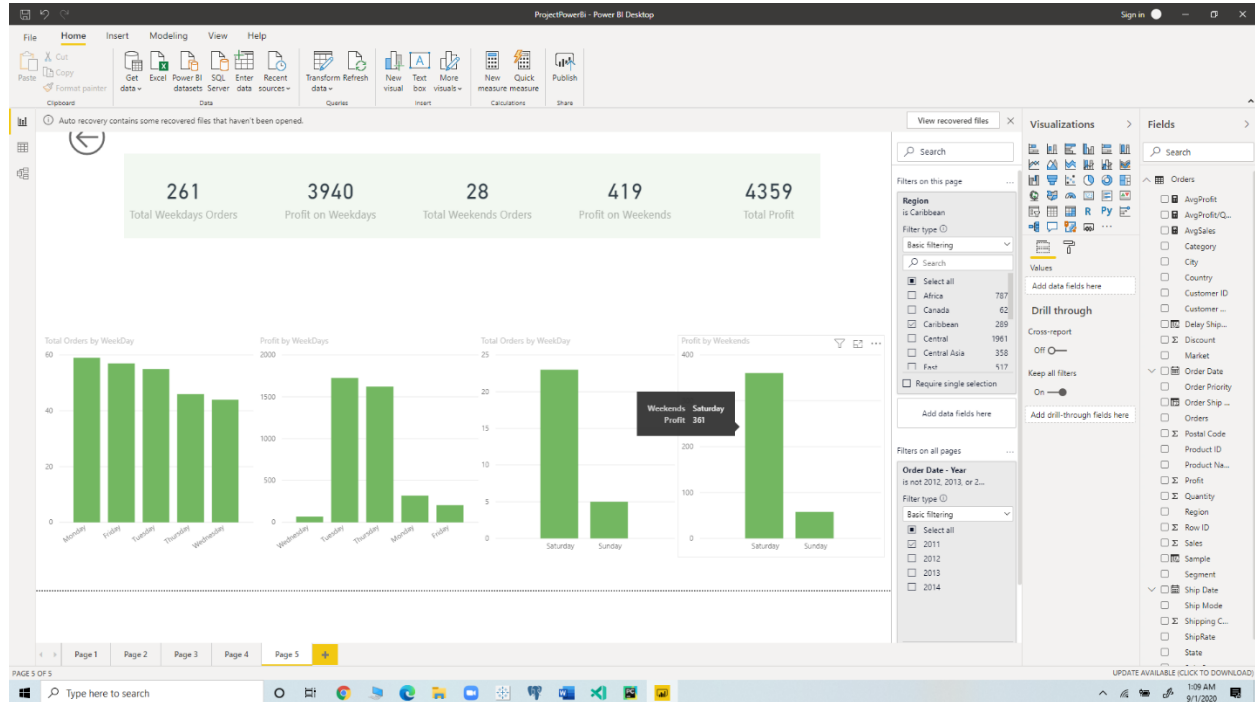 ProjectPowerBi - Power BI Desktop
Sign in
File Home Insert Modeling View Help
Paste
Cut
Copy
Format painter
Get data
Excel
Power BI datasets
SQL Server
Enter data
Recent sources
Transform data
Refresh
New visual
Text box
More visuals
New measure
Quick measure
Publish
Clipboard
Data
Queries
Insert
Calculations
Share
Auto recovery contains some recovered files that haven't been opened.
View recovered files
261
Total Weekdays Orders
3940
Profit on Weekdays
28
Total Weekends Orders
419
Profit on Weekends
4359
Total Profit
Total Orders by WeekDay
60
40
20
0
Monday Friday Tuesday Thursday Wednesday
Profit by WeekDays
2000
1500
1000
500
0
Wednesday Tuesday Thursday Monday Friday
Total Orders by WeekDay
25
20
15
10
5
0
Saturday Sunday
Profit by Weekends
400
200
100
0
Saturday Sunday
Weekends Saturday
Profit 361
Search
Filters on this page
Region
is Caribbean
Filter type
Basic filtering
Search
Select all
Africa 787
Canada 62
Caribbean 289
Central 1961
Central Asia 358
East 517
Require single selection
Add data fields here
Filters on all pages
Order Date - Year
is not 2012, 2013, or 2...
Filter type
Basic filtering
Select all
2011
2012
2013
2014
Visualizations
R Py
Values
Add data fields here
Drill through
Cross-report
Off
Keep all filters
On
Add drill-through fields here
Fields
Search
Orders
AvgProfit
AvgProfit/Q...
AvgSales
Category
City
Country
Customer ID
Customer ...
Delay Ship...
Discount
Market
Order Date
Order Priority
Order Ship ...
Orders
Postal Code
Product ID
Product Na...
Profit
Quantity
Region
Row ID
Sales
Sample
Segment
Ship Date
Ship Mode
Shipping C...
ShipRate
State
Page 1 Page 2 Page 3 Page 4 Page 5 +
PAGE 5 OF 5
UPDATE AVAILABLE (CLICK TO DOWNLOAD)
Type here to search
1:09 AM
9/1/2020